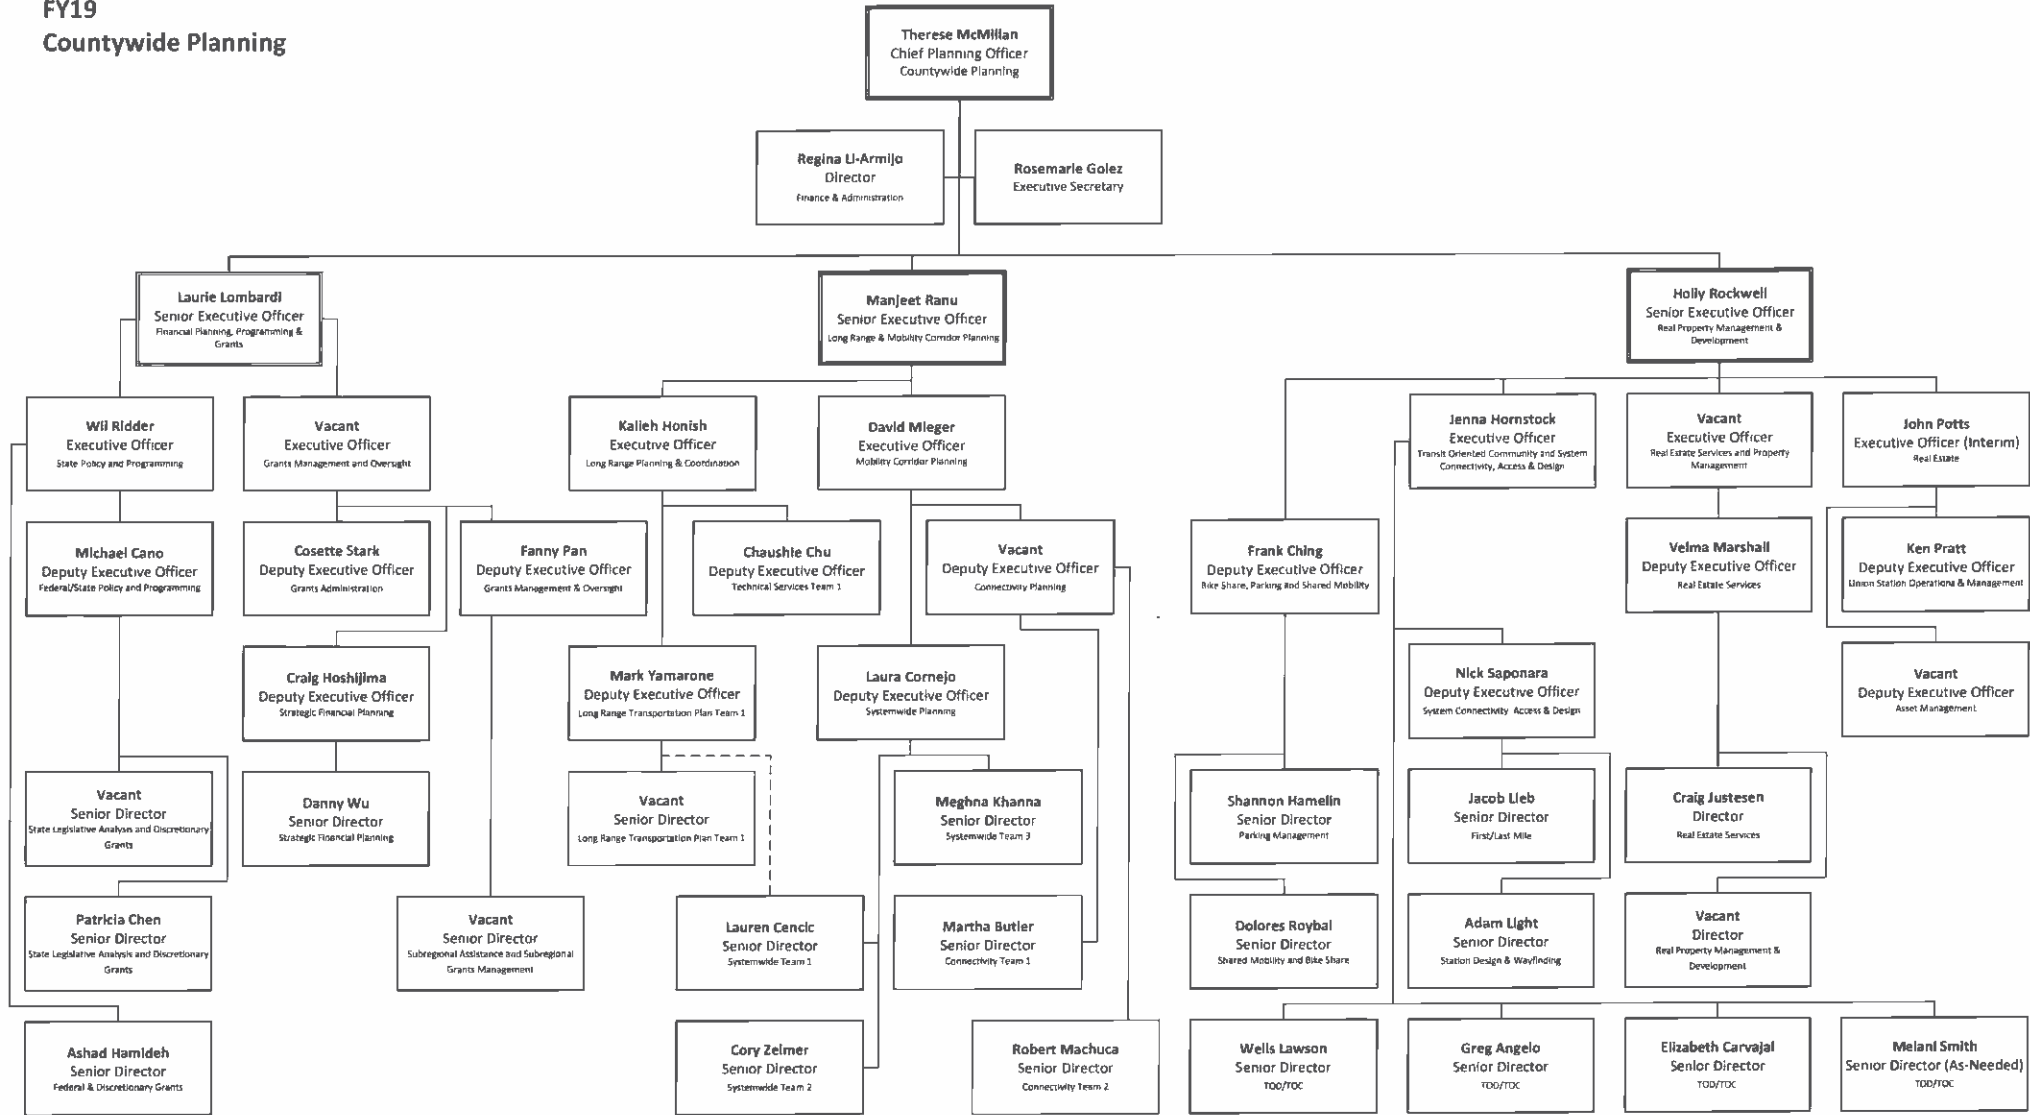 FY19
Countywide Planning
Therese McMillan
Chief Planning Officer
Countywide Planning
Regina Li-Armijo
Director
Finance & Administration
Rosemarie Golez
Executive Secretary
Laurie Lombardi
Senior Executive Officer
Financial Planning, Programming &
Grants
Manjeet Ranu
Senior Executive Officer
Long Range & Mobility Corridor Planning
Holly Rockwell
Senior Executive Officer
Real Property Management &
Development
Wil Ridder
Executive Officer
State Policy and Programming
Vacant
Executive Officer
Grants Management and Oversight
Kalieh Honish
Executive Officer
Long Range Planning & Coordination
David Mieger
Executive Officer
Mobility Corridor Planning
Jenna Hornstock
Executive Officer
Transit Oriented Community and System
Connectivity, Access & Design
Vacant
Executive Officer
Real Estate Services and Property
Management
John Potts
Executive Officer (Interim)
Real Estate
Michael Cano
Deputy Executive Officer
Federal/State Policy and Programming
Cosette Stark
Deputy Executive Officer
Grants Administration
Fanny Pan
Deputy Executive Officer
Grants Management & Oversight
Chaushie Chu
Deputy Executive Officer
Technical Services Team 1
Vacant
Deputy Executive Officer
Connectivity Planning
Frank Ching
Deputy Executive Officer
Bike Share, Parking and Shared Mobility
Velma Marshall
Deputy Executive Officer
Real Estate Services
Ken Pratt
Deputy Executive Officer
Union Station Operations & Management
Craig Hoshijima
Deputy Executive Officer
Strategic Financial Planning
Mark Yamarone
Deputy Executive Officer
Long Range Transportation Plan Team 1
Laura Cornejo
Deputy Executive Officer
Systemwide Planning
Nick Saponara
Deputy Executive Officer
System Connectivity Access & Design
Vacant
Deputy Executive Officer
Asset Management
Vacant
Senior Director
State Legislative Analysis and Discretionary
Grants
Danny Wu
Senior Director
Strategic Financial Planning
Vacant
Senior Director
Long Range Transportation Plan Team 1
Meghna Khanna
Senior Director
Systemwide Team 3
Shannon Hamelin
Senior Director
Parking Management
Jacob Lieb
Senior Director
First/Last Mile
Craig Justesen
Director
Real Estate Services
Patricia Chen
Senior Director
State Legislative Analysis and Discretionary
Grants
Vacant
Senior Director
Subregional Assistance and Subregional
Grants Management
Lauren Cencic
Senior Director
Systemwide Team 1
Martha Butler
Senior Director
Connectivity Team 1
Dolores Roybal
Senior Director
Shared Mobility and Bike Share
Adam Light
Senior Director
Station Design & Wayfinding
Vacant
Director
Real Property Management &
Development
Ashad Hamideh
Senior Director
Federal & Discretionary Grants
Cory Zelmer
Senior Director
Systemwide Team 2
Robert Machuca
Senior Director
Connectivity Team 2
Wells Lawson
Senior Director
TOD/TOC
Greg Angelo
Senior Director
TOD/TOC
Elizabeth Carvajal
Senior Director
TOD/TOC
Melani Smith
Senior Director (As-Needed)
TOD/TOC